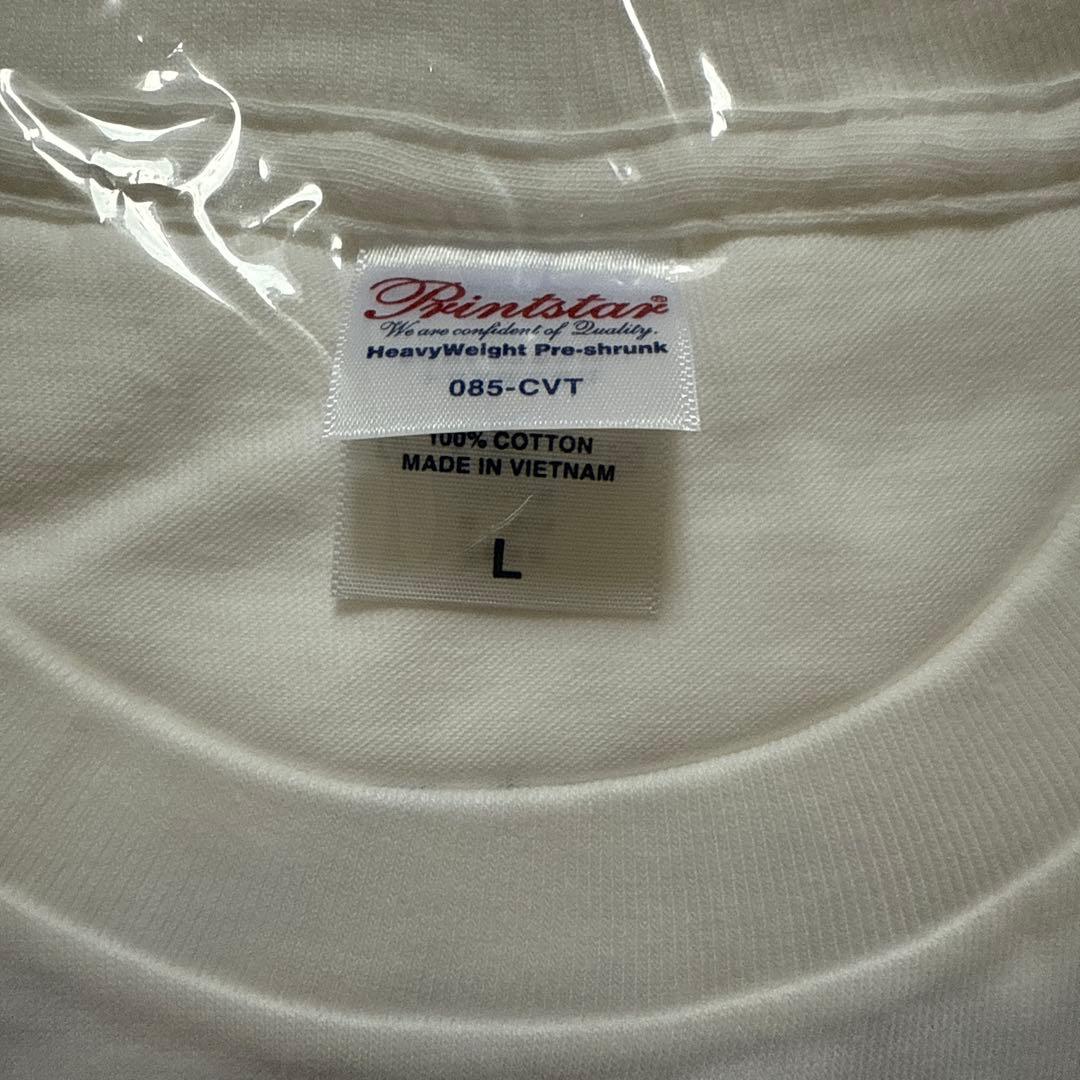 Printstar®
We are confident of Quality.
HeavyWeight Pre-shrunk
085-CVT
100% COTTON
MADE IN VIETNAM
L